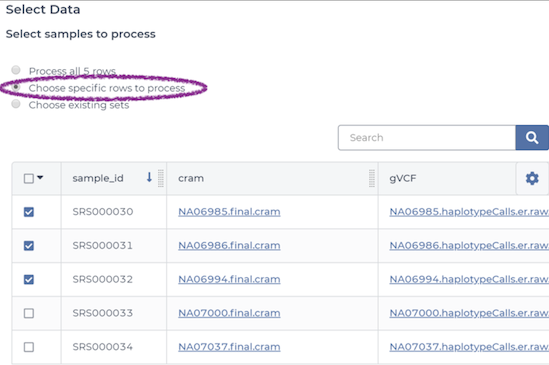 Select Data
Select samples to process
Process all 5 rows
Choose specific rows to process
Choose existing sets
Search
sample_id cram gVCF
SRS000030 NA06985.final.cram NA06985.haplotypeCalls.er.raw.
SRS000031 NA06986.final.cram NA06986.haplotypeCalls.er.raw.
SRS000032 NA06994.final.cram NA06994.haplotypeCalls.er.raw.
SRS000033 NA07000.final.cram NA07000.haplotypeCalls.er.raw.
SRS000034 NA07037.final.cram NA07037.haplotypeCalls.er.raw.